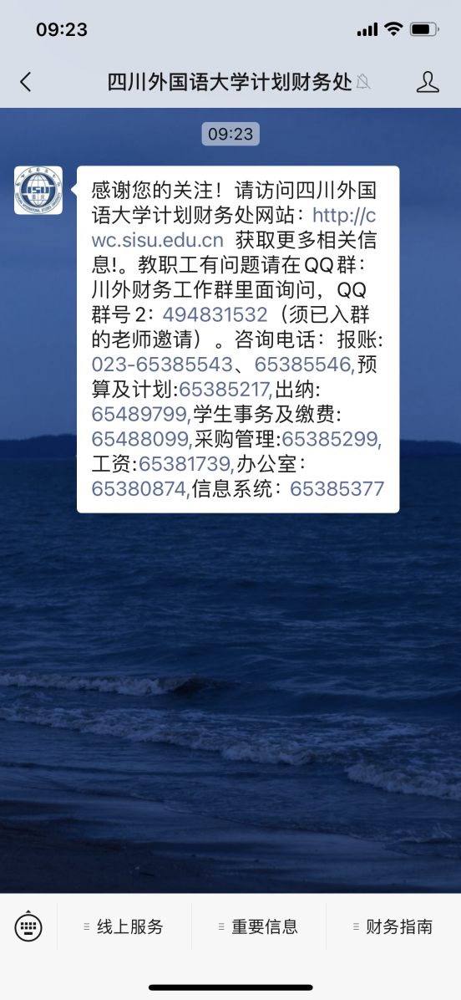 09:23
四川外国语大学计划财务处
09:23
感谢您的关注！请访问四川外国
语大学计划财务处网站：http://c
wc.sisu.edu.cn 获取更多相关信
息!。教职工有问题请在QQ群：
川外财务工作群里面询问，QQ
群号2：494831532（须已入群
的老师邀请）。咨询电话：报账:
023-65385543、65385546,预
算及计划:65385217,出纳:
65489799,学生事务及缴费:
65488099,采购管理:65385299,
工资:65381739,办公室：
65380874,信息系统：65385377
线上服务
重要信息
财务指南